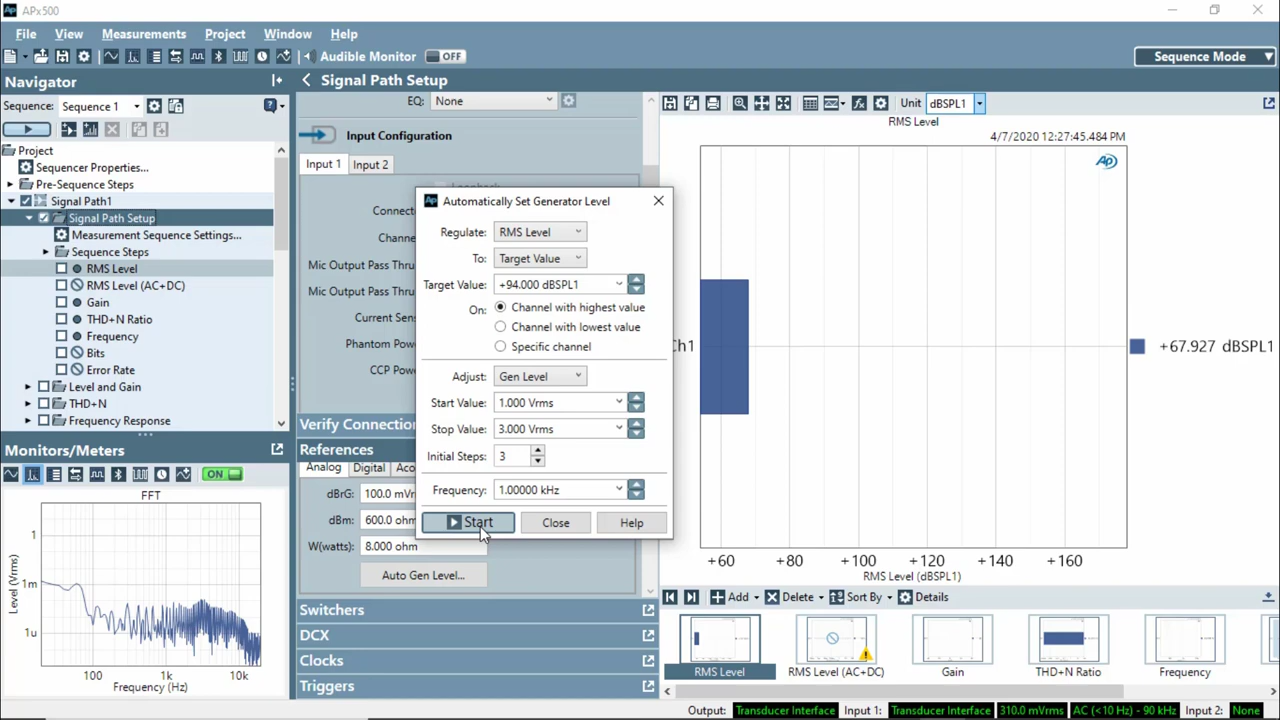 APx500
File View Measurements Project Window Help
Audible Monitor OFF
Sequence Mode
Navigator
Sequence: Sequence 1
Project
Sequencer Properties...
Pre-Sequence Steps
Signal Path1
Signal Path Setup
Measurement Sequence Settings...
Sequence Steps
RMS Level
RMS Level (AC+DC)
Gain
THD+N Ratio
Frequency
Bits
Error Rate
Level and Gain
THD+N
Frequency Response
Monitors/Meters
ON
FFT
Level (Vrms)
1
1m
1u
100 1k 10k
Frequency (Hz)
Signal Path Setup
EQ: None
Input Configuration
Input 1 Input 2
Loopback
Connecto
Channe
Mic Output Pass Thru
Mic Output Pass Thru
Current Sens
Phantom Powe
CCP Powe
Verify Connection
References
Analog Digital Aco
dBrG: 100.0 mVr
dBm: 600.0 ohm
W(watts): 8.000 ohm
Auto Gen Level...
Switchers
DCX
Clocks
Triggers
Ap Automatically Set Generator Level
Regulate: RMS Level
To: Target Value
Target Value: +94.000 dBSPL1
On: Channel with highest value
Channel with lowest value
Specific channel
Adjust: Gen Level
Start Value: 1.000 Vrms
Stop Value: 3.000 Vrms
Initial Steps: 3
Frequency: 1.00000 kHz
Start Close Help
Unit dBSPL1
RMS Level
4/7/2020 12:27:45.484 PM
Ap
Ch1
+67.927 dBSPL1
+60 +80 +100 +120 +140 +160
RMS Level (dBSPL1)
Add Delete Sort By Details
RMS Level RMS Level (AC+DC) Gain THD+N Ratio Frequency
Output: Transducer Interface Input 1: Transducer Interface 310.0 mVrms AC (<10 Hz) - 90 kHz Input 2: None